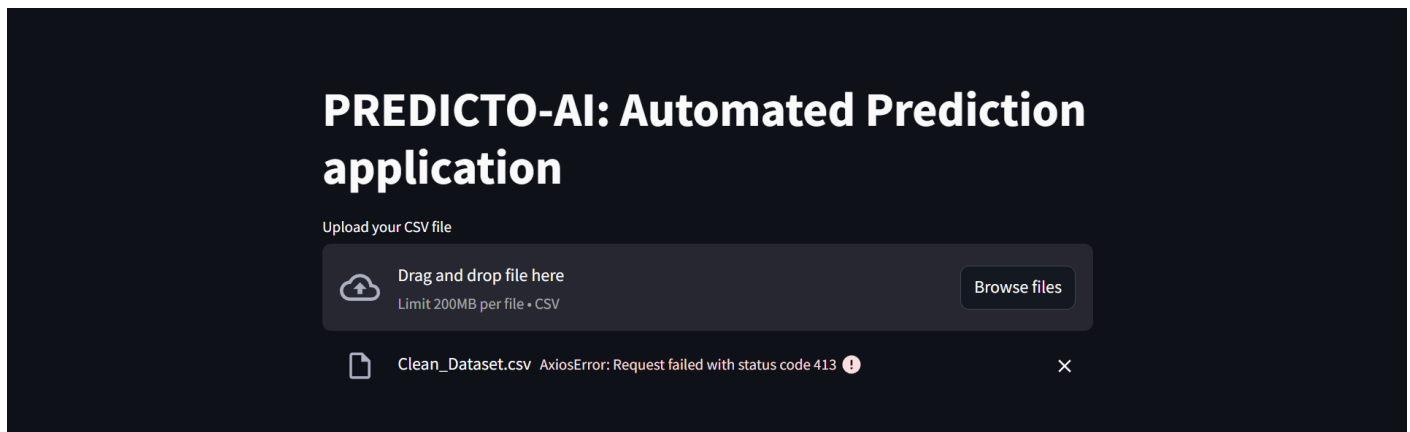 PREDICTO-AI: Automated Prediction
application
Upload your CSV file
Drag and drop file here
Limit 200MB per file • CSV
Browse files
Clean_Dataset.csv AxiosError: Request failed with status code 413